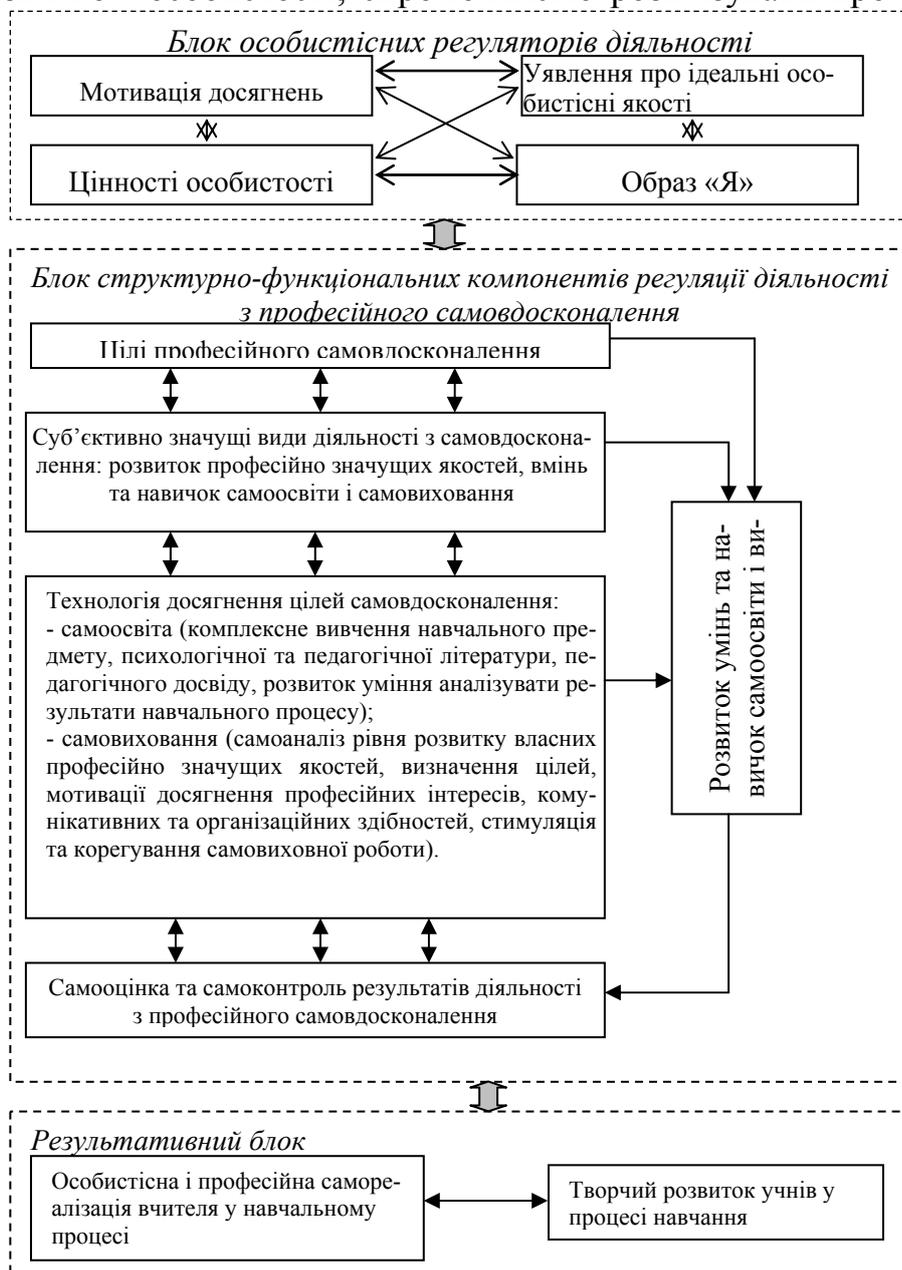 Блок особистісних регуляторів діяльності
Мотивація досягнень
Уявлення про ідеальні осо-
бистісні якості
Цінності особистості
Образ «Я»
Блок структурно-функціональних компонентів регуляції діяльності
з професійного самовдосконалення
Цілі професійного самовдосконалення
Суб’єктивно значущі види діяльності з самовдоскона-
лення: розвиток професійно значущих якостей, вмінь
та навичок самоосвіти і самовиховання
Технологія досягнення цілей самовдосконалення:
- самоосвіта (комплексне вивчення навчального пре-
дмету, психологічної та педагогічної літератури, пе-
дагогічного досвіду, розвиток уміння аналізувати ре-
зультати навчального процесу);
- самовиховання (самоаналіз рівня розвитку власних
професійно значущих якостей, визначення цілей,
мотивації досягнення професійних інтересів, кому-
нікативних та організаційних здібностей, стимуляція
та корегування самовиховної роботи).
Розвиток умінь та на-
вичок самоосвіти і ви-
Самооцінка та самоконтроль результатів діяльності
з професійного самовдосконалення
Результативний блок
Особистісна і професійна саморе-
алізація вчителя у навчальному
процесі
Творчий розвиток учнів у
процесі навчання